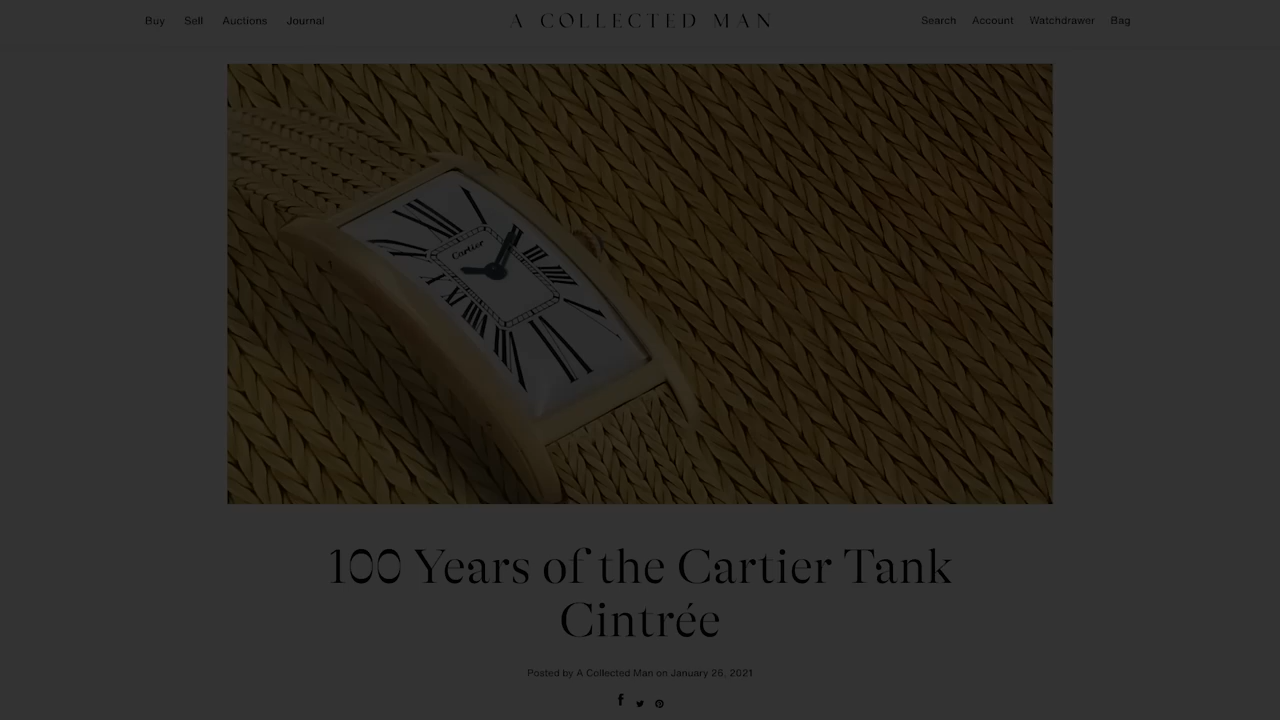 Buy Sell Auctions Journal
A COLLECTED MAN
Search Account Watchdrawer Bag
Cartier
100 Years of the Cartier Tank
Cintrée
Posted by A Collected Man on January 26, 2021